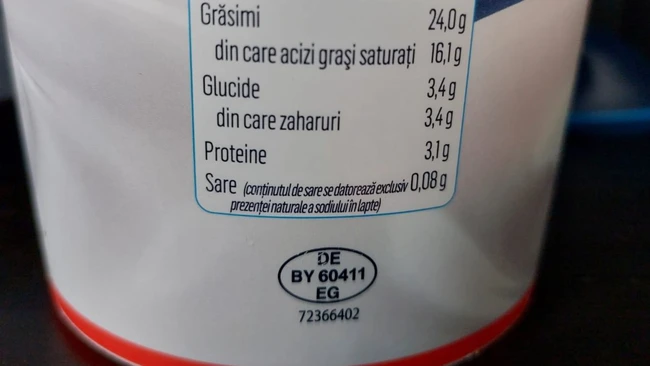 Grăsimi 24,0 g
din care acizi grași saturați 16,1 g
Glucide 3,4 g
din care zaharuri 3,4 g
Proteine 3,1 g
Sare (conținutul de sare se datorează exclusiv 0,08 g
prezenței naturale a sodiului în lapte)
DE
BY 60411
EG
72366402